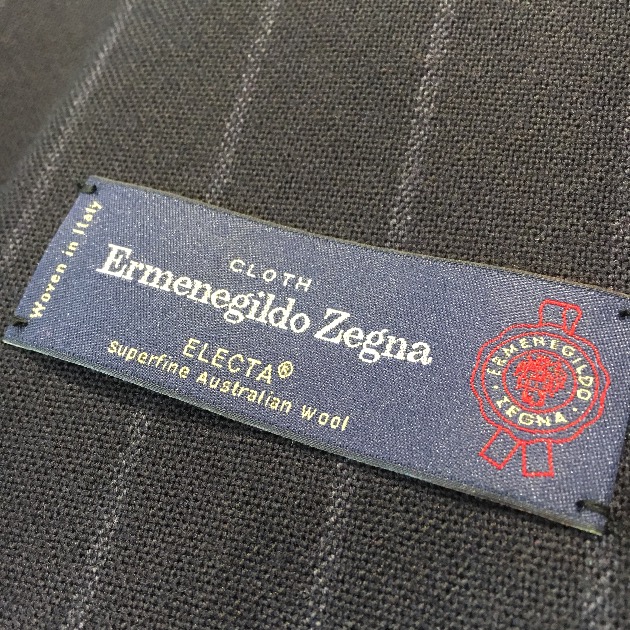 Woven in Italy
CLOTH
Ermenegildo Zegna
ELECTA®
Superfine Australian Wool
ERMENEGILDO
ZEGNA